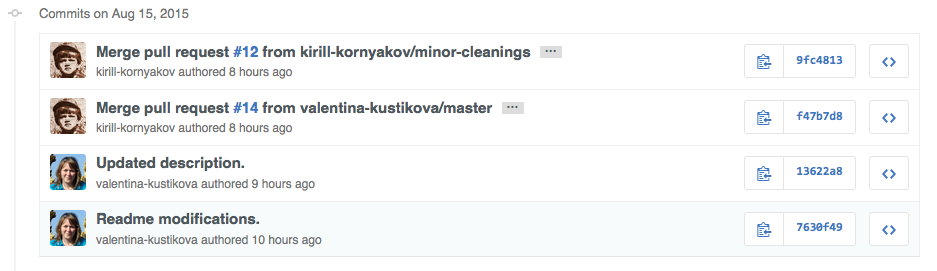 Commits on Aug 15, 2015
Merge pull request #12 from kirill-kornyakov/minor-cleanings ...
kirill-kornyakov authored 8 hours ago
9fc4813
Merge pull request #14 from valentina-kustikova/master ...
kirill-kornyakov authored 8 hours ago
f47b7d8
Updated description.
valentina-kustikova authored 9 hours ago
13622a8
Readme modifications.
valentina-kustikova authored 10 hours ago
7630f49